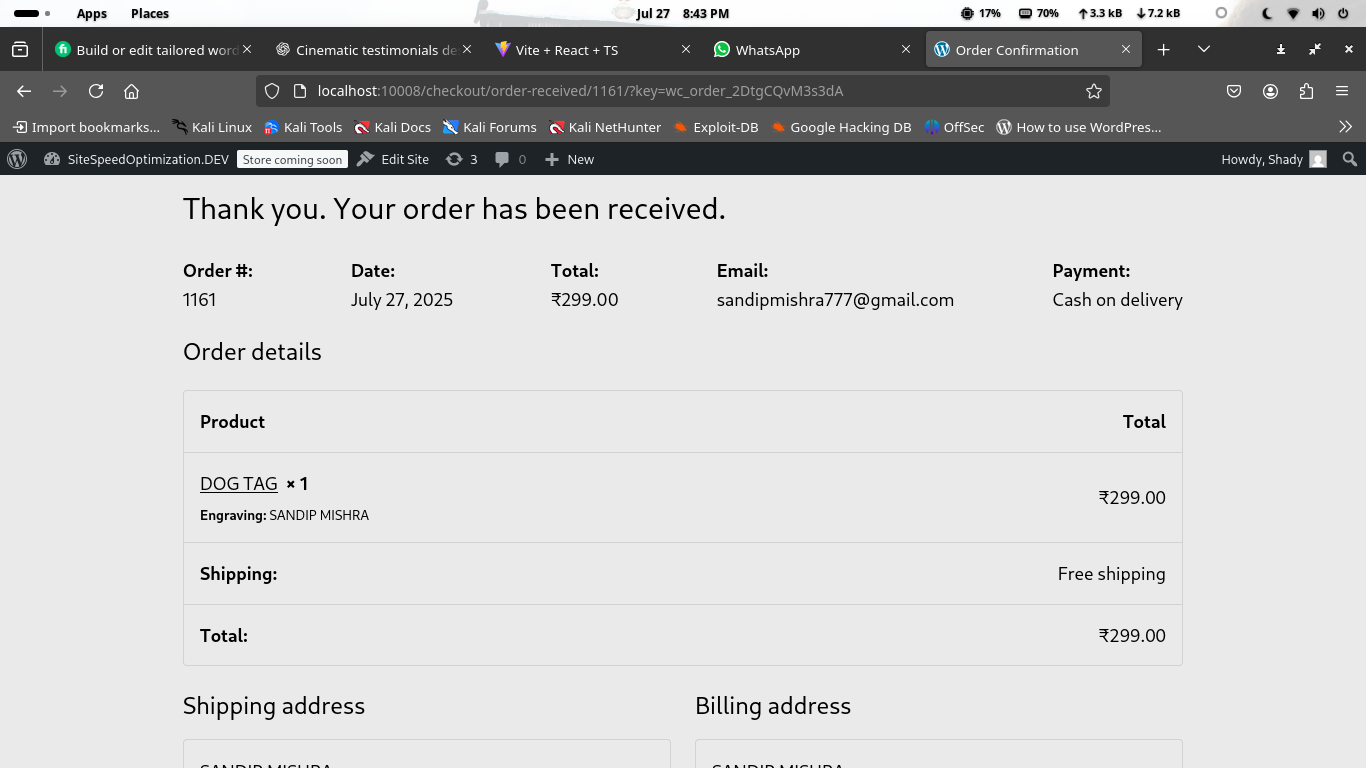 Apps Places Jul 27 8:43 PM 17% 70% 3.3 kB 7.2 kB
Build or edit tailored word Cinematic testimonials de Vite + React + TS WhatsApp Order Confirmation
localhost:10008/checkout/order-received/1161/?key=wc_order_2DtgCQvM3s3dA
Import bookmarks... Kali Linux Kali Tools Kali Docs Kali Forums Kali NetHunter Exploit-DB Google Hacking DB OffSec How to use WordPres...
SiteSpeedOptimization.DEV Store coming soon Edit Site 3 0 New Howdy, Shady
Thank you. Your order has been received.
Order #: Date: Total: Email: Payment:
1161 July 27, 2025 ₹299.00 sandipmishra777@gmail.com Cash on delivery
Order details
Product Total
DOG TAG × 1
₹299.00
Engraving: SANDIP MISHRA
Shipping: Free shipping
Total: ₹299.00
Shipping address Billing address
SANDIP MISHRA SANDIP MISHRA